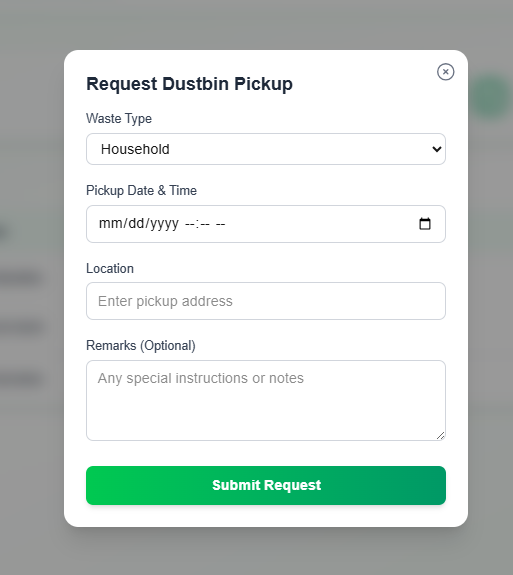 Request Dustbin Pickup
Waste Type
Household
Pickup Date & Time
mm/dd/yyyy --:-- --
Location
Enter pickup address
Remarks (Optional)
Any special instructions or notes
Submit Request